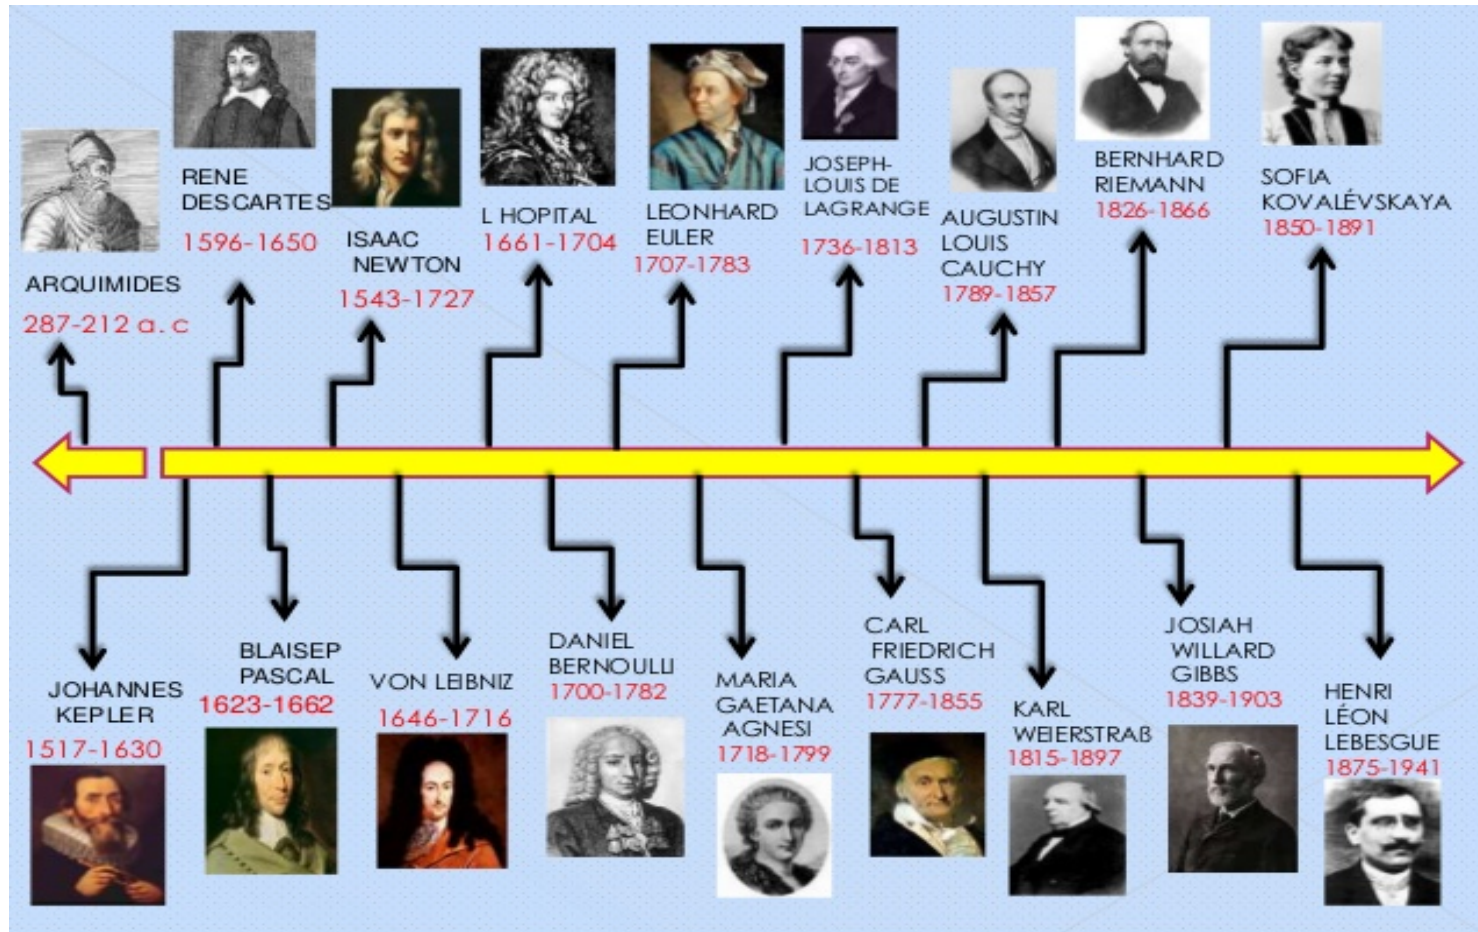 ARQUIMIDES
287-212 a. c
RENE
DESCARTES
1596-1650
ISAAC
NEWTON
1543-1727
L HOPITAL
1661-1704
LEONHARD
EULER
1707-1783
JOSEPH-
LOUIS DE
LAGRANGE
1736-1813
AUGUSTIN
LOUIS
CAUCHY
1789-1857
BERNHARD
RIEMANN
1826-1866
SOFIA
KOVALÉVSKAYA
1850-1891
JOHANNES
KEPLER
1517-1630
BLAISEP
PASCAL
1623-1662
VON LEIBNIZ
1646-1716
DANIEL
BERNOULLI
1700-1782
MARIA
GAETANA
AGNESI
1718-1799
CARL
FRIEDRICH
GAUSS
1777-1855
KARL
WEIERSTRAß
1815-1897
JOSIAH
WILLARD
GIBBS
1839-1903
HENRI
LÉON
LEBESGUE
1875-1941